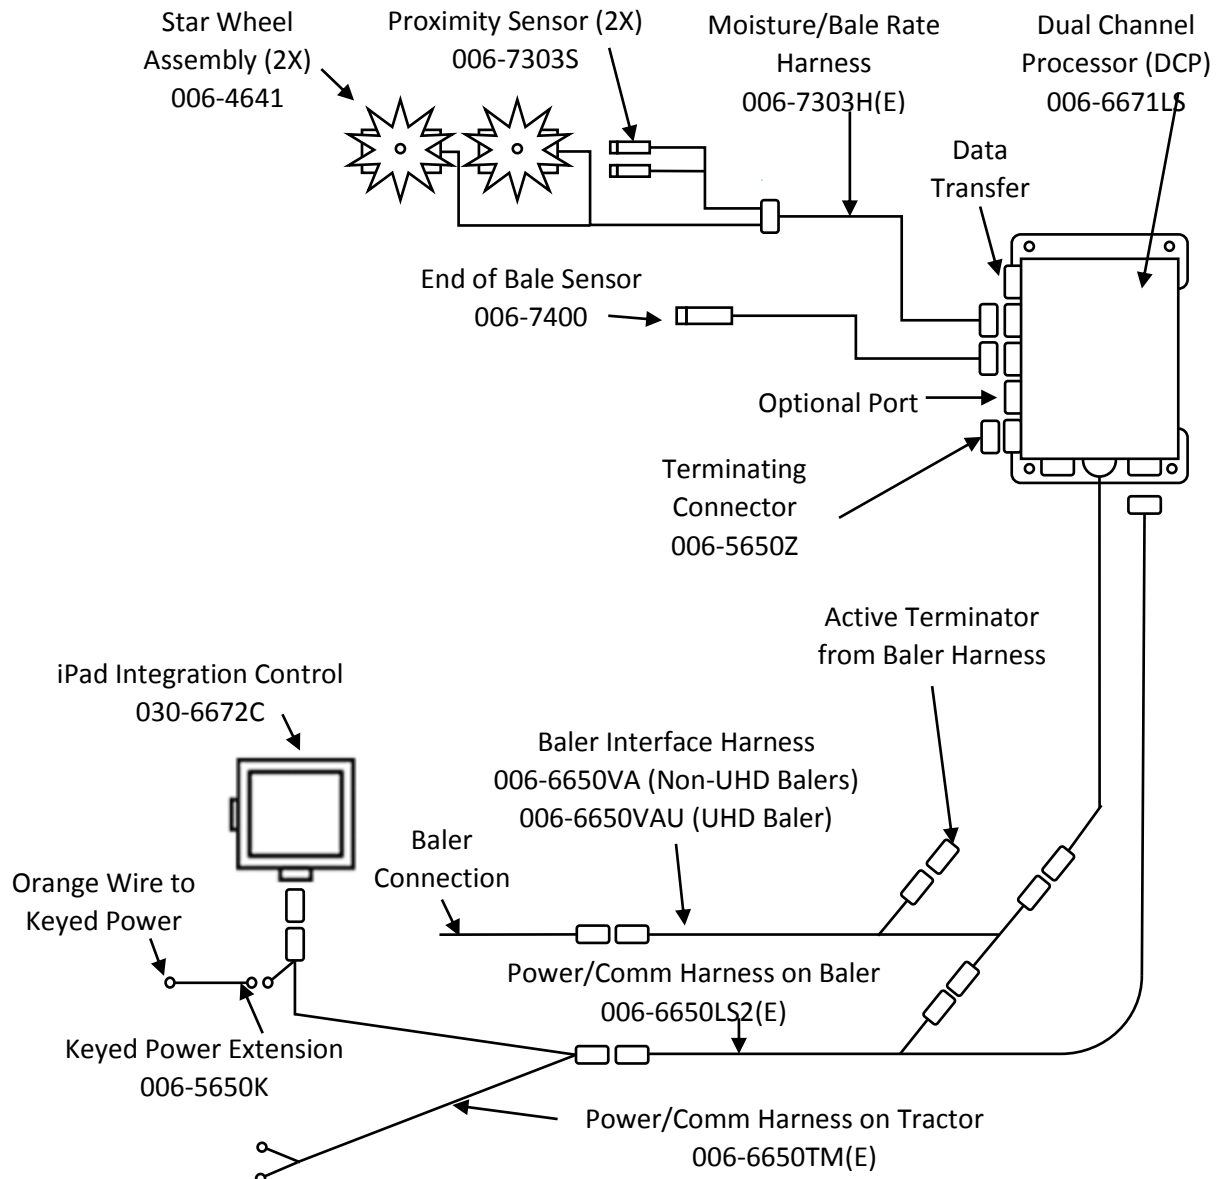 Star Wheel
Assembly (2X)
006-4641
Proximity Sensor (2X)
006-7303S
Moisture/Bale Rate
Harness
006-7303H(E)
Dual Channel
Processor (DCP)
006-6671LS
Data
Transfer
End of Bale Sensor
006-7400
Optional Port
Terminating
Connector
006-5650Z
Active Terminator
from Baler Harness
iPad Integration Control
030-6672C
Baler Interface Harness
006-6650VA (Non-UHD Balers)
006-6650VAU (UHD Baler)
Baler
Connection
Orange Wire to
Keyed Power
Power/Comm Harness on Baler
006-6650LS2(E)
Keyed Power Extension
006-5650K
Power/Comm Harness on Tractor
006-6650TM(E)